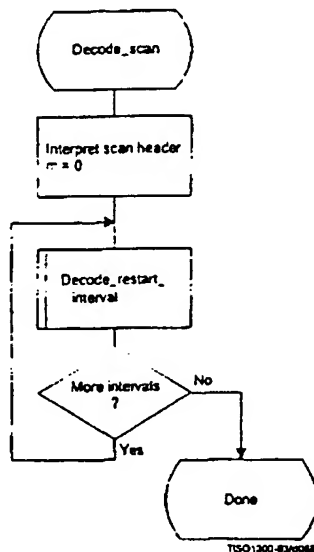 Decode_scan
Interpret scan header
m = 0
Decode_restart_
interval
More intervals
?
No
Yes
Done